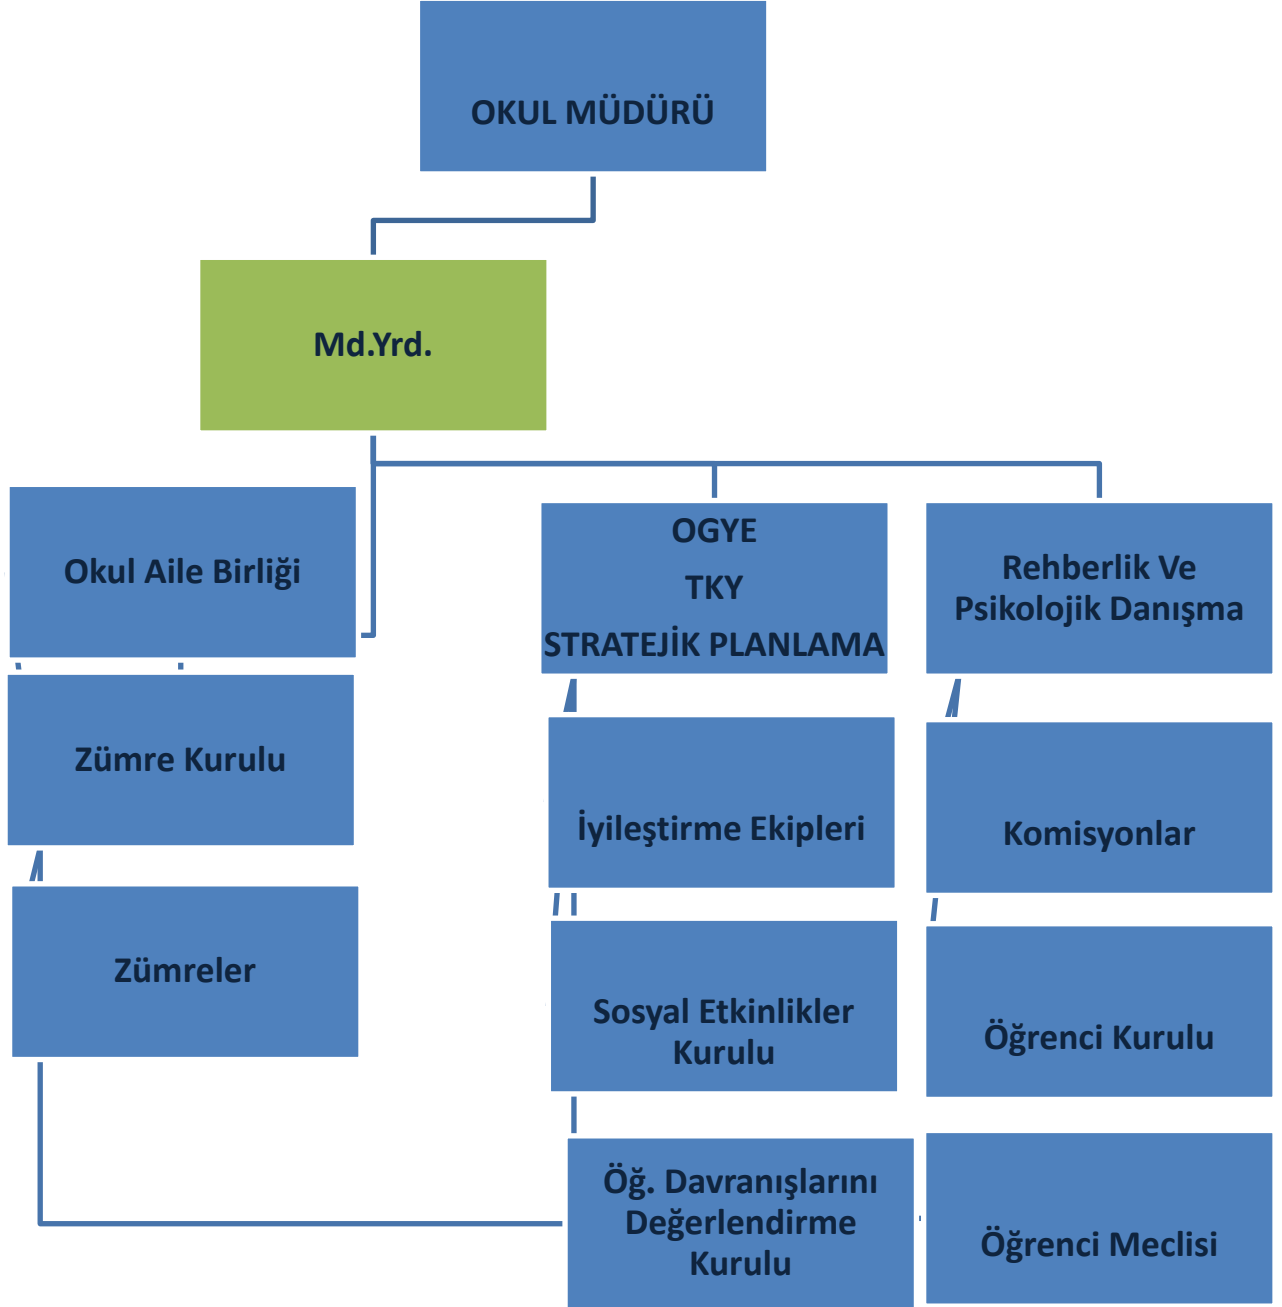 OKUL MÜDÜRÜ
Md.Yrd.
Okul Aile Birliği
Zümre Kurulu
Zümreler
OGYE
TKY
STRATEJİK PLANLAMA
İyileştirme Ekipleri
Sosyal Etkinlikler
Kurulu
Öğ. Davranışlarını
Değerlendirme
Kurulu
Rehberlik Ve
Psikolojik Danışma
Komisyonlar
Öğrenci Kurulu
Öğrenci Meclisi